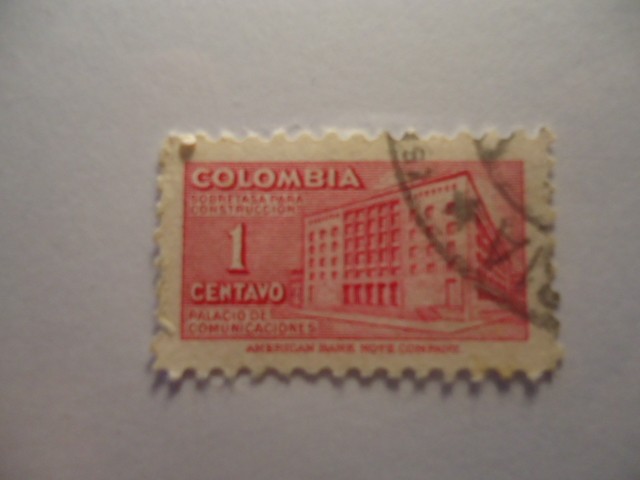 COLOMBIA
SOBRETASA PARA
CONSTRUCCION
1
CENTAVO
PALACIO DE
COMUNICACIONES
AMERICAN BANK NOTE COMPANY